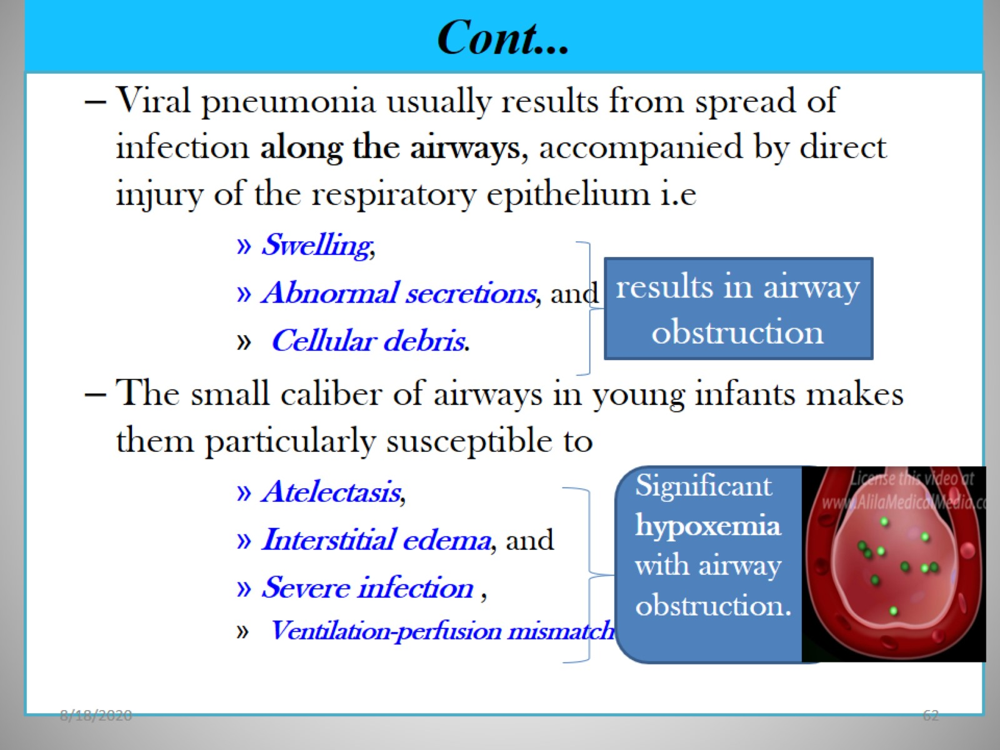 Cont...
– Viral pneumonia usually results from spread of
infection along the airways, accompanied by direct
injury of the respiratory epithelium i.e
» Swelling,
» Abnormal secretions, and
» Cellular debris.
results in airway
obstruction
– The small caliber of airways in young infants makes
them particularly susceptible to
» Atelectasis,
» Interstitial edema, and
» Severe infection ,
» Ventilation-perfusion mismatch
Significant
hypoxemia
with airway
obstruction.
License this video at
www.AlilaMedicalMedia.co
8/18/2020
62